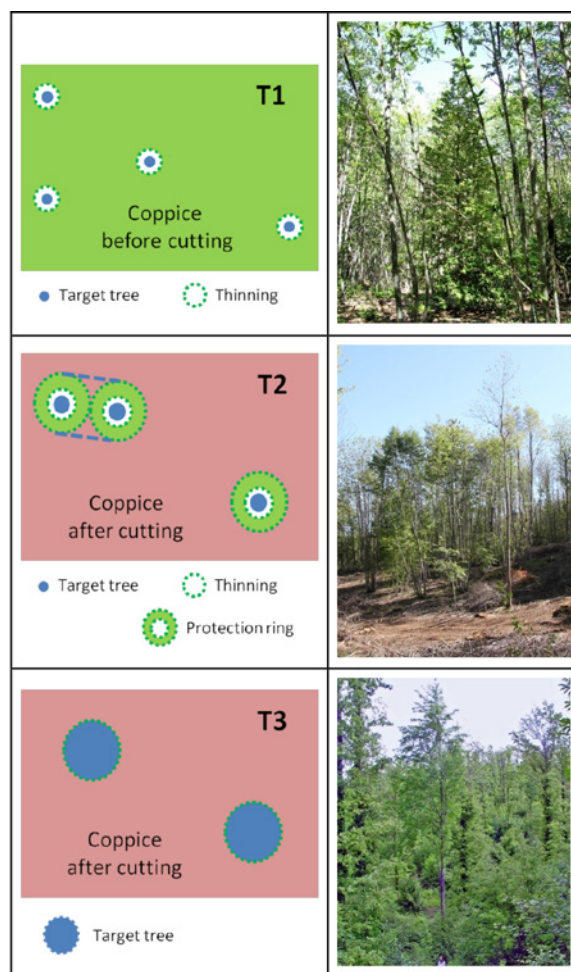 T1
Coppice
before cutting
Target tree
Thinning
T2
Coppice
after cutting
Target tree
Thinning
Protection ring
T3
Coppice
after cutting
Target tree